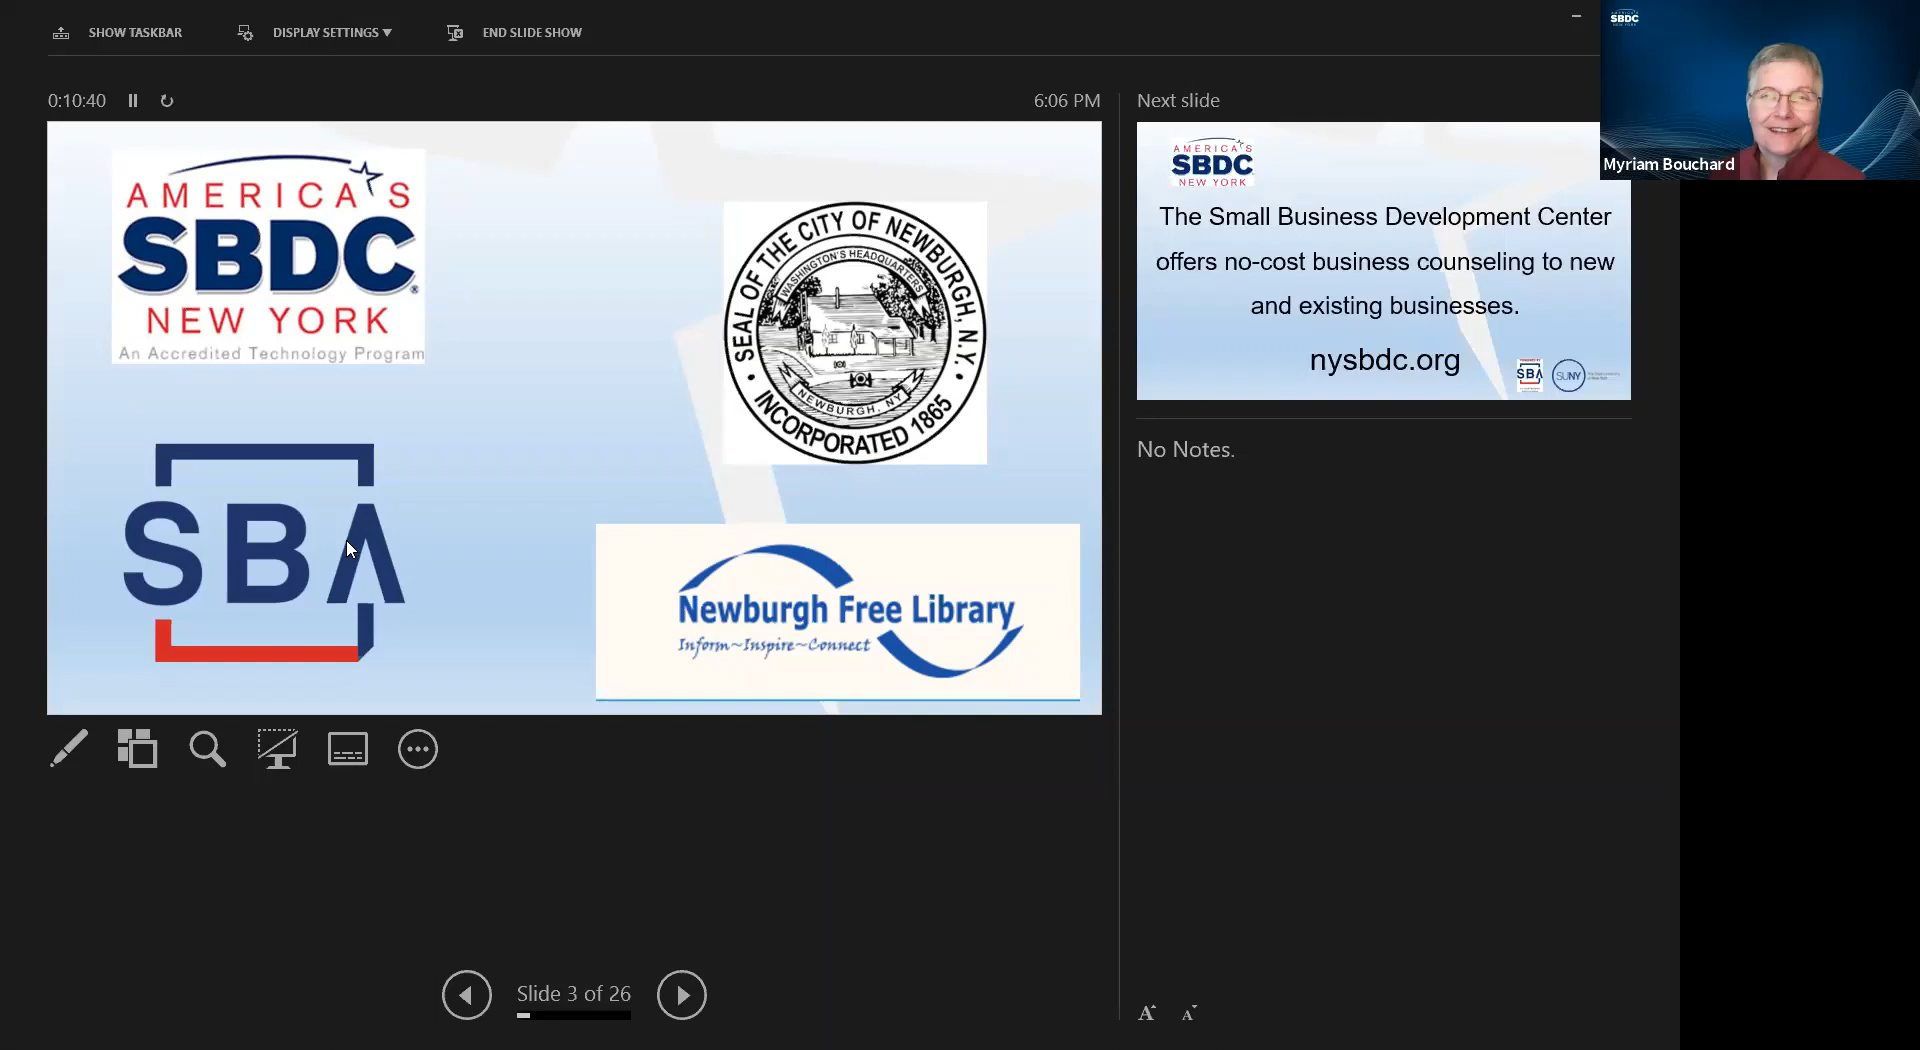 SHOW TASKBAR
DISPLAY SETTINGS ▼
END SLIDE SHOW
0:10:40
6:06 PM
AMERICA'S
SBDC®
NEW YORK
An Accredited Technology Program
SEAL OF THE CITY OF NEWBURGH, N.Y.
WASHINGTON'S HEADQUARTERS
NEWBURGH, NY
• INCORPORATED 1865 •
SBA
Newburgh Free Library
Inform~Inspire~Connect
Slide 3 of 26
Next slide
AMERICA'S
SBDC
NEW YORK
The Small Business Development Center
offers no-cost business counseling to new
and existing businesses.
nysbdc.org
SBA
SUNY
No Notes.
A
A
AMERICA'S
SBDC
NEW YORK
Myriam Bouchard